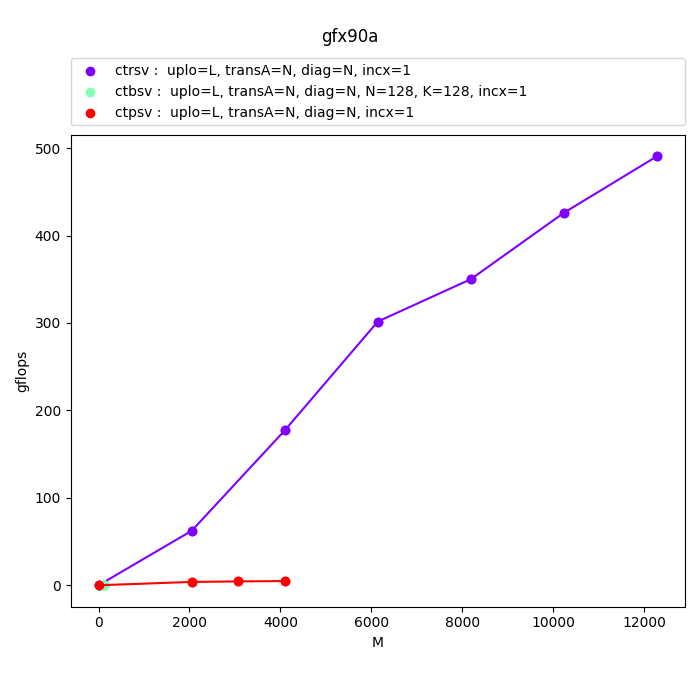 gfx90a
ctrsv :  uplo=L, transA=N, diag=N, incx=1
ctbsv :  uplo=L, transA=N, diag=N, N=128, K=128, incx=1
ctpsv :  uplo=L, transA=N, diag=N, incx=1
500
400
300
200
100
0
gflops
0 2000 4000 6000 8000 10000 12000
M